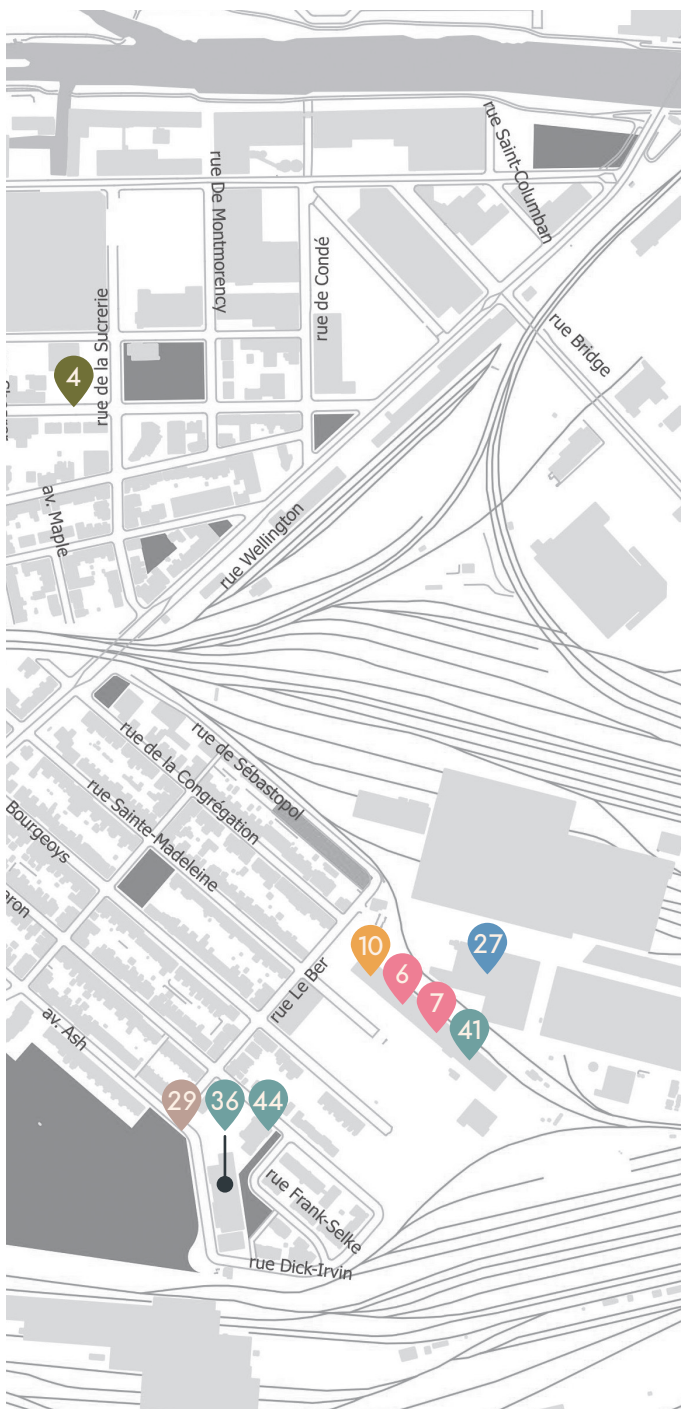 rue Saint-Columban
rue De Montmorency
rue de Condé
rue de la Sucrerie
rue Bridge
4
av. Maple
rue Wellington
rue de Sébastopol
rue de la Congrégation
rue Sainte-Madeleine
Bourgeoys
10
27
6
7
41
rue Le Ber
av. Ash
29
36
44
rue Frank-Selke
rue Dick-Irvin